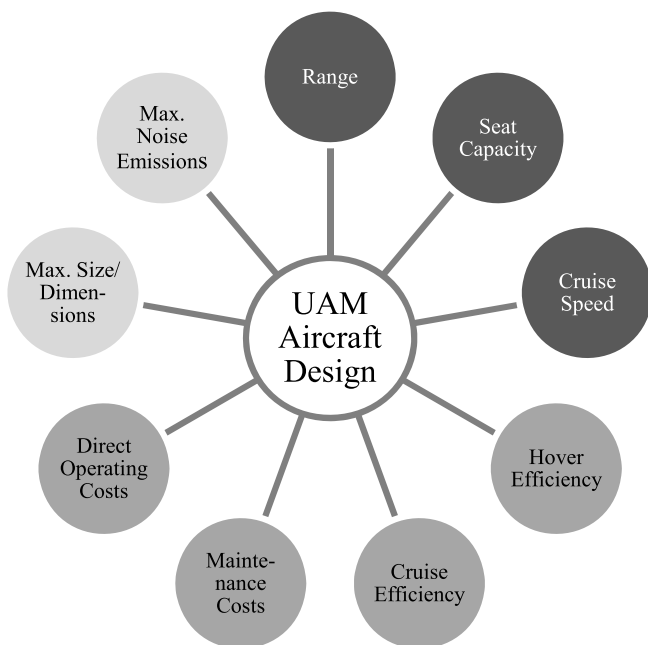 Range
Seat
Capacity
Cruise
Speed
Hover
Efficiency
Cruise
Efficiency
Mainte-
nance
Costs
Direct
Operating
Costs
Max. Size/
Dimen-
sions
Max.
Noise
Emissions
UAM
Aircraft
Design